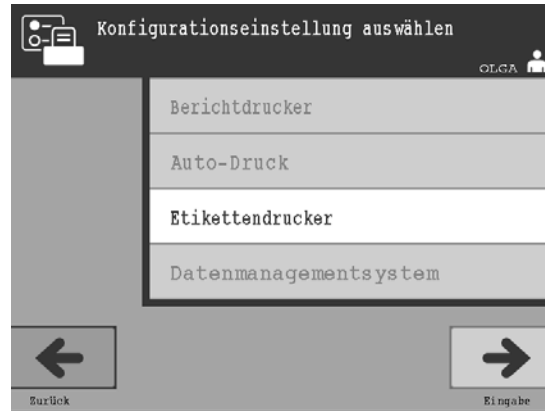 Konfigurationseinstellung auswählen
OLGA
Berichtdrucker
Auto-Druck
Etikettendrucker
Datenmanagementsystem
Zurück
Eingabe